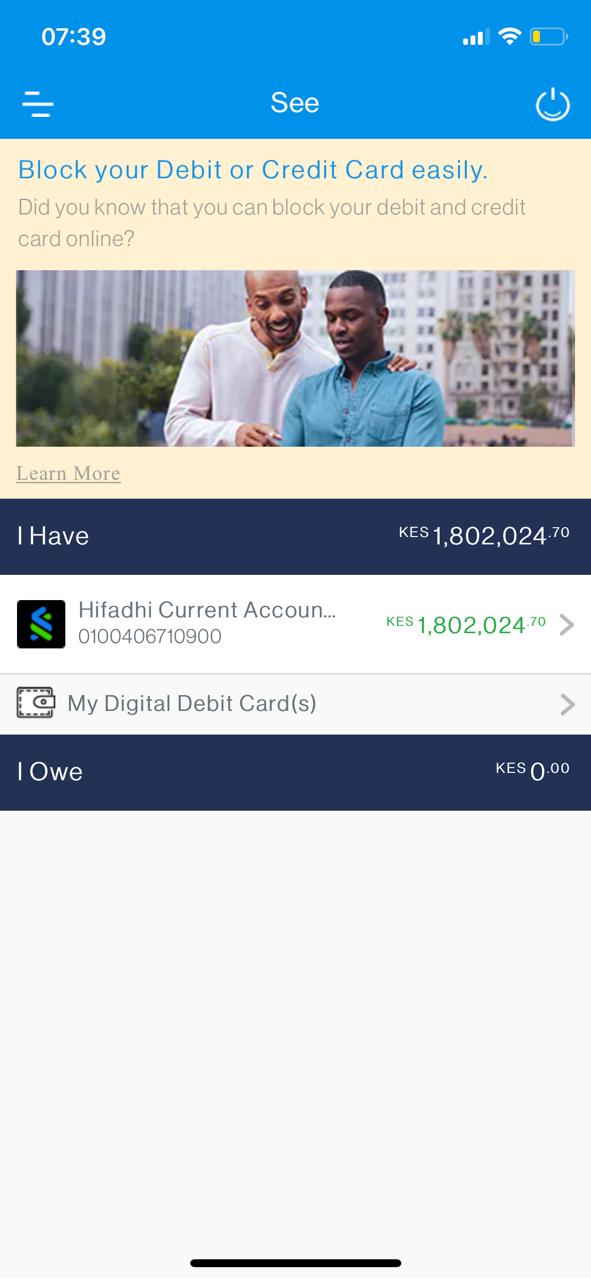 07:39
See
Block your Debit or Credit Card easily.
Did you know that you can block your debit and credit
card online?
Learn More
I Have KES 1,802,024.70
Hifadhi Current Accoun... KES 1,802,024.70
0100406710900
My Digital Debit Card(s)
I Owe KES 0.00